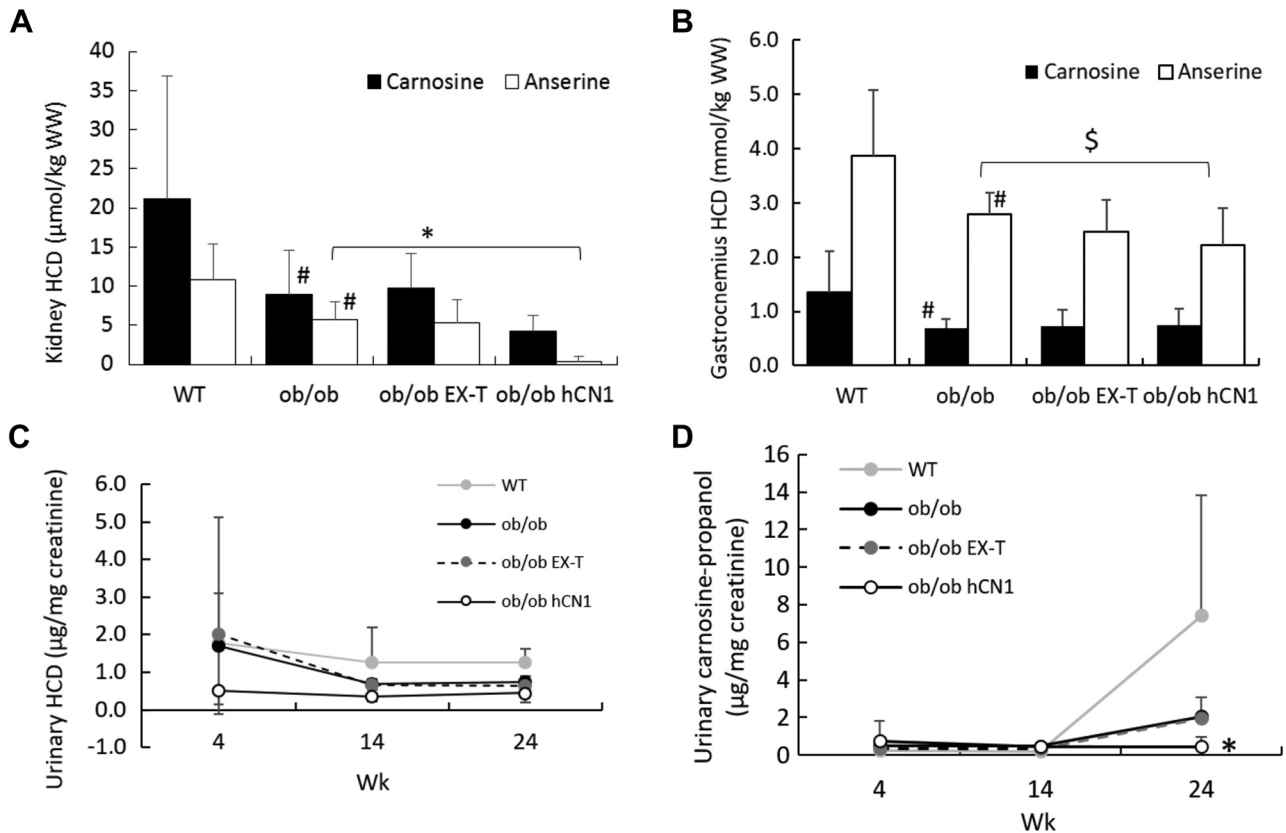 A
Kidney HCD (µmol/kg WW)
40
35
30
25
20
15
10
5
0
Carnosine Anserine
#
#
*
WT ob/ob ob/ob EX-T ob/ob hCN1
B
Gastrocnemius HCD (mmol/kg WW)
6.0
5.0
4.0
3.0
2.0
1.0
0.0
Carnosine Anserine
$
#
#
WT ob/ob ob/ob EX-T ob/ob hCN1
C
Urinary HCD (µg/mg creatinine)
6.0
5.0
4.0
3.0
2.0
1.0
0.0
-1.0
WT
ob/ob
ob/ob EX-T
ob/ob hCN1
4 14 24
Wk
D
Urinary carnosine-propanol
(µg/mg creatinine)
16
14
12
10
8
6
4
2
0
WT
ob/ob
ob/ob EX-T
ob/ob hCN1
*
4 14 24
Wk